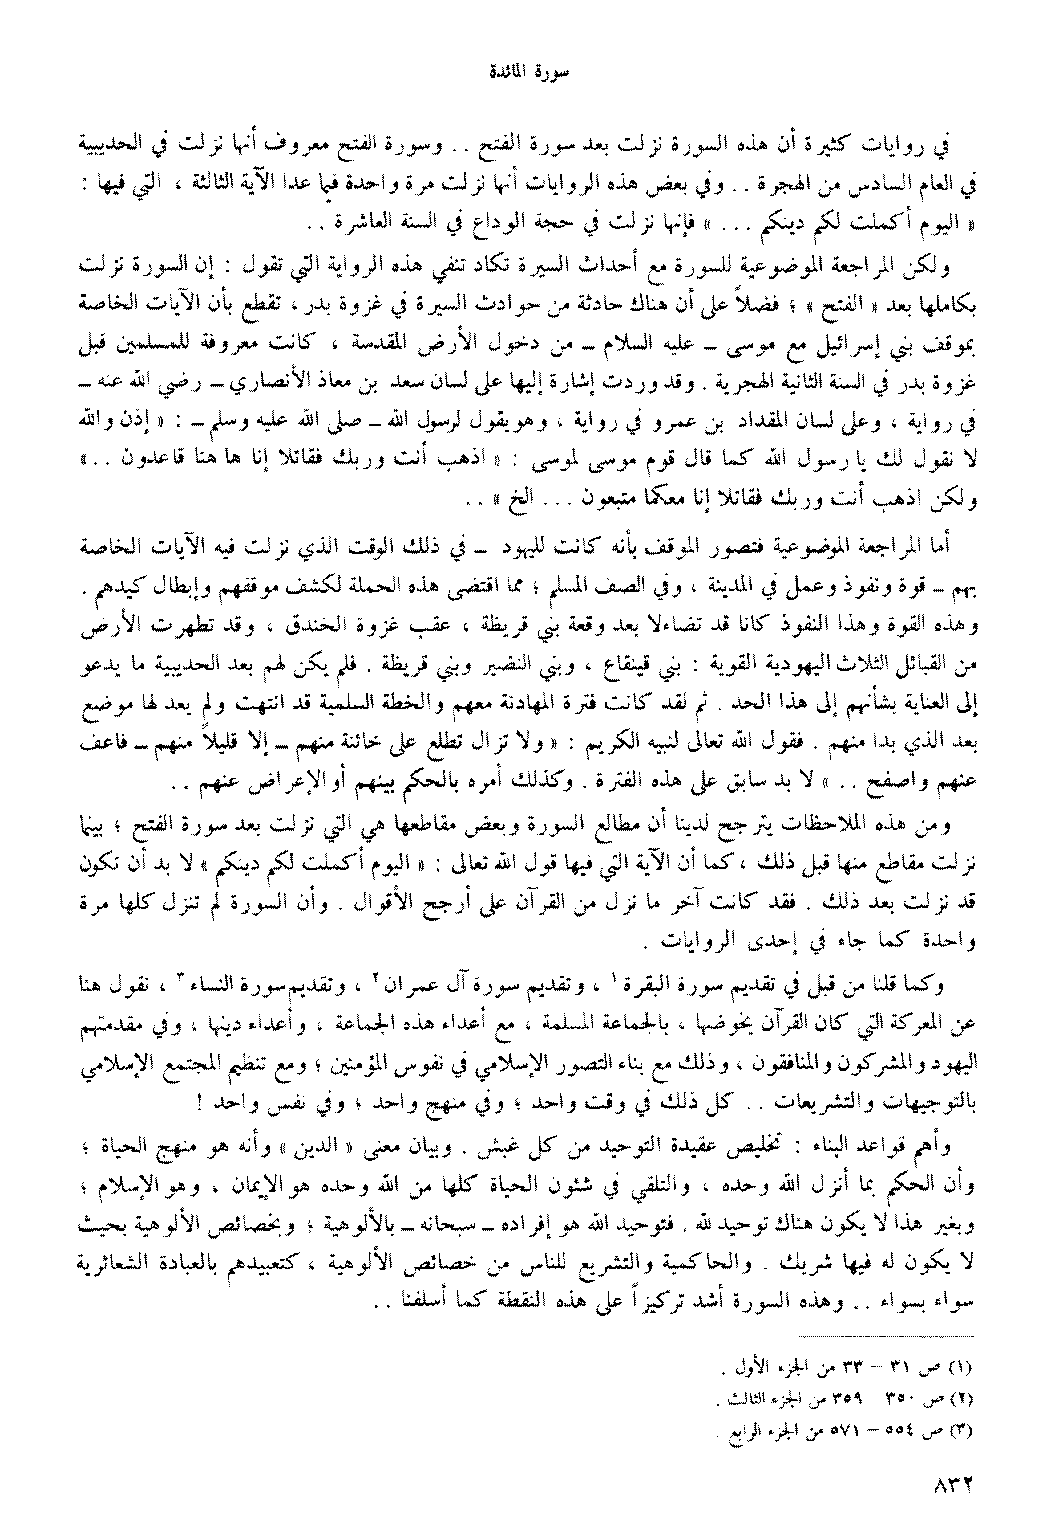 سورة المائدة
في روايات كثيرة أن هذه السورة نزلت بعد سورة الفتح .. وسورة الفتح معروف أنها نزلت في الحديبية
في العام السادس من الهجرة .. وفي بعض هذه الروايات أنها نزلت مرة واحدة فيما عدا الآية الثالثة ، التي فيها :
« اليوم أكملت لكم دينكم ... » فإنها نزلت في حجة الوداع في السنة العاشرة ..
ولكن المراجعة الموضوعية للسورة مع أحداث السيرة تكاد تنفي هذه الرواية التي تقول : إن السورة نزلت
بكاملها بعد « الفتح » ؛ فضلاً على أن هناك حادثة من حوادث السيرة في غزوة بدر ، تقطع بأن الآيات الخاصة
بموقف بني إسرائيل مع موسى – عليه السلام – من دخول الأرض المقدسة ، كانت معروفة للمسلمين قبل
غزوة بدر في السنة الثانية الهجرية . وقد وردت إشارة إليها على لسان سعد بن معاذ الأنصاري – رضي الله عنه –
في رواية ، وعلى لسان المقداد بن عمرو في رواية ، وهو يقول لرسول الله – صلى الله عليه وسلم – : « إذن والله
لا نقول لك يا رسول الله كما قال قوم موسى لموسى : « اذهب أنت وربك فقاتلا إنا ها هنا قاعدون ..»
ولكن اذهب أنت وربك فقاتلا إنا معكما متبعون ... الخ » ..
أما المراجعة الموضوعية فتصور الموقف بأنه كانت لليهود – في ذلك الوقت الذي نزلت فيه الآيات الخاصة
بهم – قوة ونفوذ وعمل في المدينة ، وفي الصف المسلم ؛ مما اقتضى هذه الحملة لكشف موقفهم وإبطال كيدهم .
وهذه القوة وهذا النفوذ كانا قد تضاءلا بعد وقعة بني قريظة ، عقب غزوة الخندق ، وقد تطهرت الأرض
من القبائل الثلاث اليهودية القوية : بني قينقاع ، وبني النضير وبني قريظة . فلم يكن لهم بعد الحديبية ما يدعو
إلى العناية بشأنهم إلى هذا الحد . ثم لقد كانت فترة المهادنة معهم والخطة السلمية قد انتهت ولم يعد لها موضع
بعد الذي بدا منهم . فقول الله تعالى لنبيه الكريم : « ولا تزال تطلع على خائنة منهم – إلا قليلاً منهم – فاعف
عنهم واصفح .. » لا بد سابق على هذه الفترة . وكذلك أمره بالحكم بينهم أو الإعراض عنهم ..
ومن هذه الملاحظات يترجح لدينا أن مطالع السورة وبعض مقاطعها هي التي نزلت بعد سورة الفتح ؛ بينما
نزلت مقاطع منها قبل ذلك ، كما أن الآية التي فيها قول الله تعالى : « اليوم أكملت لكم دينكم » لا بد أن تكون
قد نزلت بعد ذلك . فقد كانت آخر ما نزل من القرآن على أرجح الأقوال . وأن السورة لم تنزل كلها مرة
واحدة كما جاء في إحدى الروايات .
وكما قلنا من قبل في تقديم سورة البقرة ١ ، وتقديم سورة آل عمران ٢ ، وتقديم سورة النساء ٣ ، نقول هنا
عن المعركة التي كان القرآن يخوضها ، بالجماعة المسلمة ، مع أعداء هذه الجماعة ، وأعداء دينها ، وفي مقدمتهم
اليهود والمشركون والمنافقون ، وذلك مع بناء التصور الإسلامي في نفوس المؤمنين ؛ ومع تنظيم المجتمع الإسلامي
بالتوجيهات والتشريعات .. كل ذلك في وقت واحد ؛ وفي منهج واحد ؛ وفي نفس واحد !
وأهم قواعد البناء : تخليص عقيدة التوحيد من كل غبش . وبيان معنى « الدين » وأنه هو منهج الحياة ؛
وأن الحكم بما أنزل الله وحده ، والتلقي في شئون الحياة كلها من الله وحده هو الإيمان ، وهو الإسلام ؛
وبغير هذا لا يكون هناك توحيد لله . فتوحيد الله هو إفراده – سبحانه – بالألوهية ؛ وبخصائص الألوهية بحيث
لا يكون له فيها شريك . والحاكمية والتشريع للناس من خصائص الألوهية ، كتعبيدهم بالعبادة الشعائرية
سواء بسواء .. وهذه السورة أشد تركيزاً على هذه النقطة كما أسلفنا ..
(١) ص ٣١ – ٣٣ من الجزء الأول .
(٢) ص ٣٥٠ ٣٥٩ من الجزء الثالث .
(٣) ص ٥٥٤ – ٥٧١ من الجزء الرابع .
٨٣٢